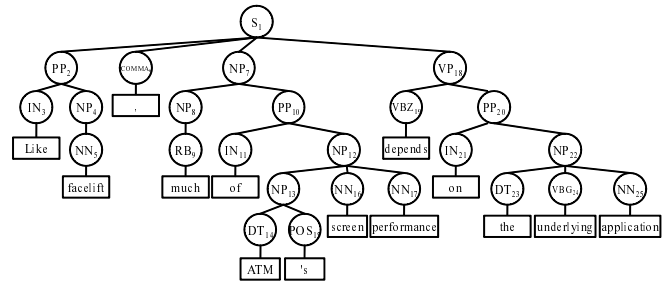 S1
PP2 COMMA NP7 VP18
IN3 NP4 , NP8 PP10 VBZ19 PP20
Like NN5 RB9 IN11 NP12 depends IN21 NP22
facelift much of NP13 NN16 NN17 on DT23 VBG24 NN25
DT14 POS15 screen performance the underlying application
ATM 's